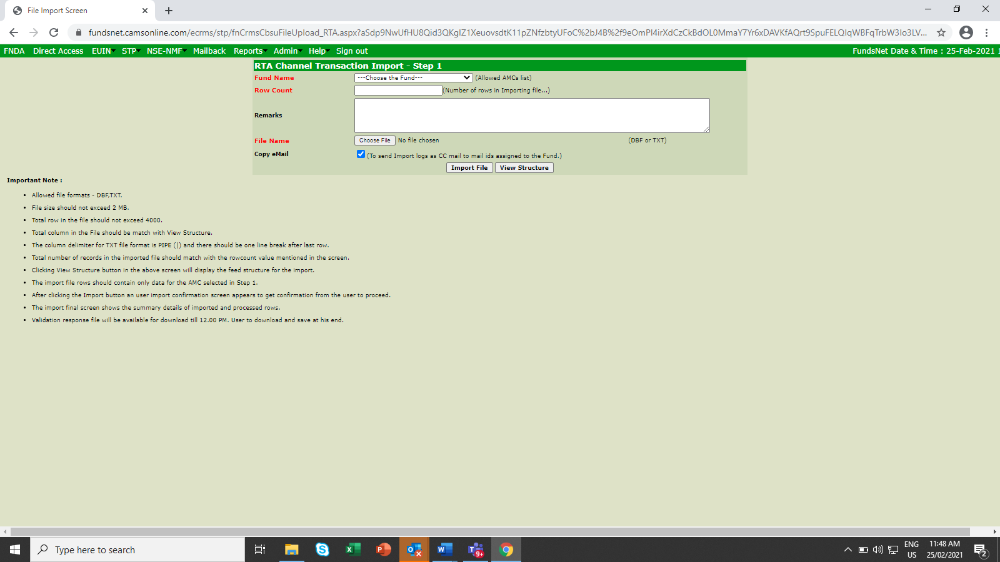 File Import Screen
fundsnet.camsonline.com/ecrms/stp/fnCrmsCbsuFileUpload_RTA.aspx?aSdp9NwUfHU8Qid3QKgIZ1XeuovsdtK11pZNfzbtyUFoC%2bJ4B%2f9eOmPI4irXdCzCkBdOL0MmaY7Yr6xDAVKfAQrt9SpuFELQIqWBFqTrbW3Io3LV...
FNDA Direct Access EUIN STP NSE-NMF Mailback Reports Admin Help Sign out FundsNet Date & Time : 25-Feb-2021 1
RTA Channel Transaction Import - Step 1
Fund Name ---Choose the Fund--- (Allowed AMCs list)
Row Count (Number of rows in Importing file...)
Remarks
File Name Choose File No file chosen (DBF or TXT)
Copy eMail (To send Import logs as CC mail to mail ids assigned to the Fund.)
Import File View Structure
Important Note :
• Allowed file formats - DBF,TXT.
• File size should not exceed 2 MB.
• Total row in the file should not exceed 4000.
• Total column in the File should be match with View Structure.
• The column delimiter for TXT file format is PIPE (|) and there should be one line break after last row.
• Total number of records in the imported file should match with the rowcount value mentioned in the screen.
• Clicking View Structure button in the above screen will display the feed structure for the import.
• The import file rows should contain only data for the AMC selected in Step 1.
• After clicking the Import button an user import confirmation screen appears to get confirmation from the user to proceed.
• The import final screen shows the summary details of imported and processed rows.
• Validation response file will be available for download till 12.00 PM. User to download and save at his end.
Type here to search
9+
ENG
US
11:48 AM
25/02/2021
2